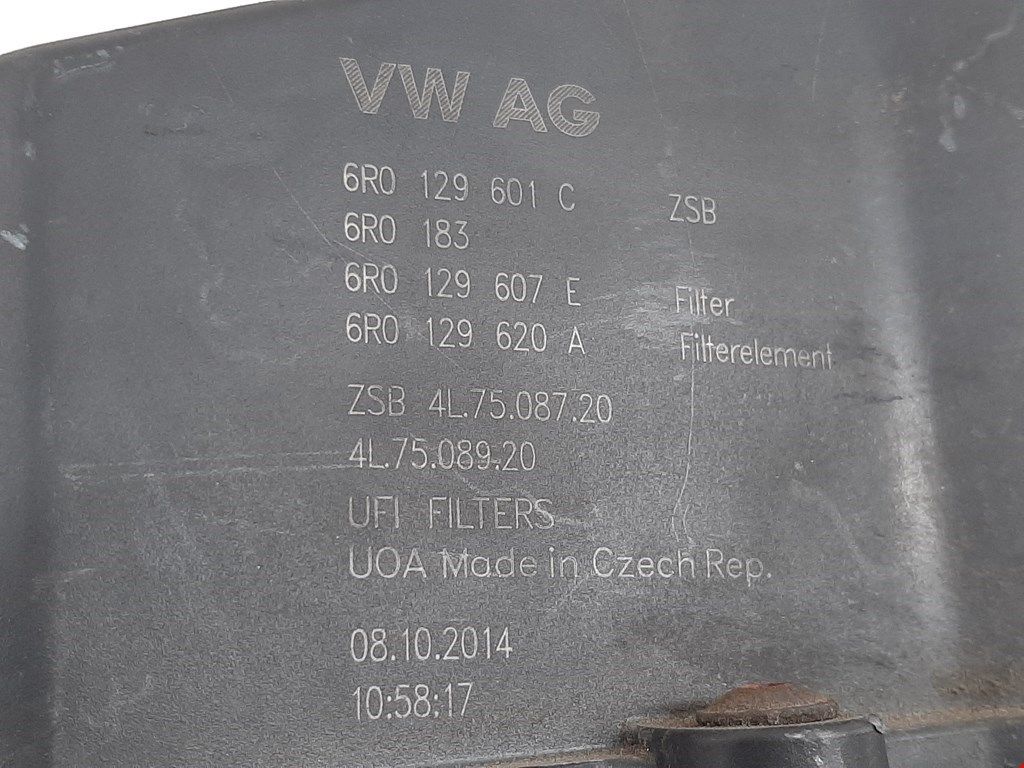 VW AG
6R0 129 601 C ZSB
6R0 183
6R0 129 607 E Filter
6R0 129 620 A Filterelement
ZSB 4L.75.087.20
4L.75.089.20
UFI FILTERS
UOA Made in Czech Rep.
08.10.2014
10:58:17